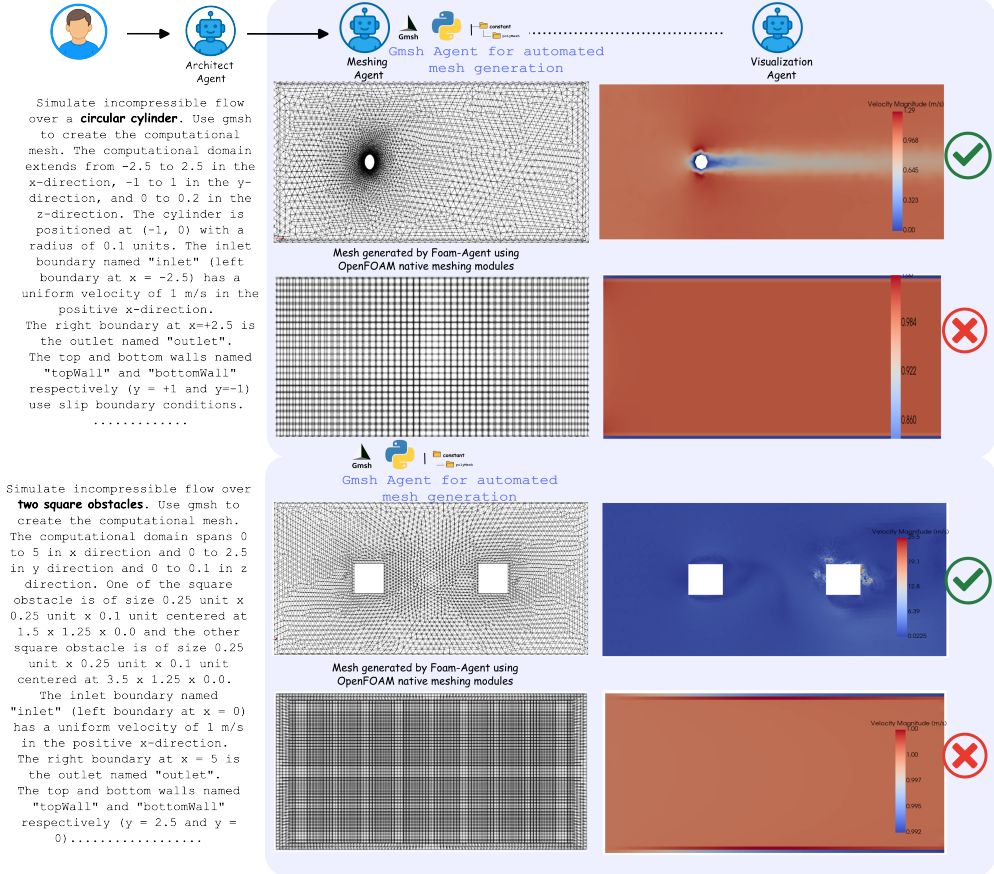 Architect
Agent
Gmsh
constant
polyMesh
Meshing
Agent
Gmsh Agent for automated
mesh generation
Visualization
Agent
Simulate incompressible flow
over a circular cylinder. Use gmsh
to create the computational
mesh. The computational domain
extends from -2.5 to 2.5 in the
x-direction, -1 to 1 in the y-
direction, and 0 to 0.2 in the
z-direction. The cylinder is
positioned at (-1, 0) with a
radius of 0.1 units. The inlet
boundary named "inlet" (left
boundary at x = -2.5) has a
uniform velocity of 1 m/s in the
positive x-direction.
The right boundary at x=+2.5 is
the outlet named "outlet".
The top and bottom walls named
"topWall" and "bottomWall"
respectively (y = +1 and y=-1)
use slip boundary conditions.
.............
Velocity Magnitude (m/s)
1.29
0.968
0.645
0.323
0.00
Mesh generated by Foam-Agent using
OpenFOAM native meshing modules
0.984
0.922
0.860
Gmsh
constant
polyMesh
Gmsh Agent for automated
mesh generation
Simulate incompressible flow over
two square obstacles. Use gmsh to
create the computational mesh.
The computational domain spans 0
to 5 in x direction and 0 to 2.5
in y direction and 0 to 0.1 in z
direction. One of the square
obstacle is of size 0.25 unit x
0.25 unit x 0.1 unit centered at
1.5 x 1.25 x 0.0 and the other
square obstacle is of size 0.25
unit x 0.25 unit x 0.1 unit
centered at 3.5 x 1.25 x 0.0.
The inlet boundary named
"inlet" (left boundary at x = 0)
has a uniform velocity of 1 m/s
in the positive x-direction.
The right boundary at x = 5 is
the outlet named "outlet".
The top and bottom walls named
"topWall" and "bottomWall"
respectively (y = 2.5 and y =
0)..................
Velocity Magnitude (m/s)
12.8
6.39
0.0225
Mesh generated by Foam-Agent using
OpenFOAM native meshing modules
Velocity Magnitude (m/s)
1.00
1.00
0.997
0.995
0.992